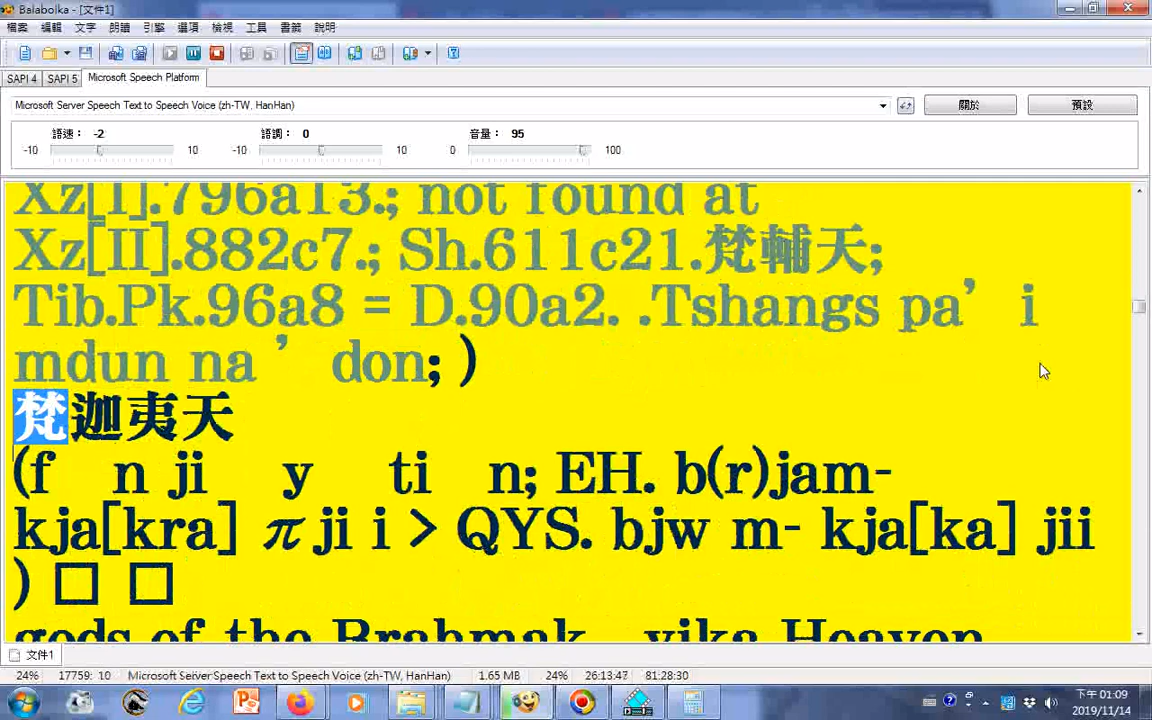 Balabolka - [文件1]
檔案 編輯 文字 朗讀 引擎 選項 檢視 工具 書籤 說明
SAPI 4 SAPI 5 Microsoft Speech Platform
Microsoft Server Speech Text to Speech Voice (zh-TW, HanHan) 關於 預設
語速： -2 語調： 0 音量： 95
-10 10 -10 10 0 100
Xz[I].796a13.; not found at
Xz[II].882c7.; Sh.611c21.梵輔天;
Tib.Pk.96a8 = D.90a2. .Tshangs pa’ i
mdun na ’ don; )
梵迦夷天
(f n ji y ti n; EH. b(r)jam-
kja[kra] π ji i > QYS. bjw m- kja[ka] jii
) □ □
gods of the Brahmak yika Heaven
文件1
24% 17759: 10 Microsoft Server Speech Text to Speech Voice (zh-TW, HanHan) 1.65 MB 24% 26:13:47 81:28:30
下午 01:09
2019/11/14